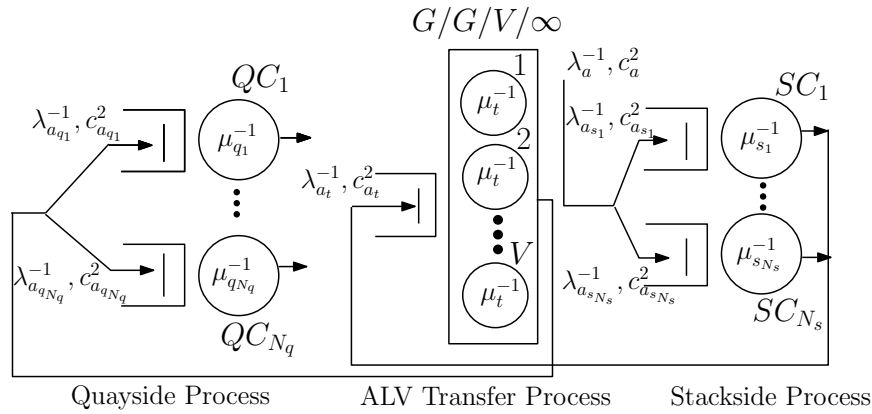 G/G/V/∞
QC_1
λ_{a_{q_1}}^{-1}, c_{a_{q_1}}^2
μ_{q_1}^{-1}
λ_{a_{q_{N_q}}}^{-1}, c_{a_{q_{N_q}}}^2
μ_{q_{N_q}}^{-1}
QC_{N_q}
λ_{a_t}^{-1}, c_{a_t}^2
1
μ_t^{-1}
2
μ_t^{-1}
V
μ_t^{-1}
λ_a^{-1}, c_a^2
λ_{a_{s_1}}^{-1}, c_{a_{s_1}}^2
SC_1
μ_{s_1}^{-1}
μ_{s_{N_s}}^{-1}
λ_{a_{s_{N_s}}}^{-1}, c_{a_{s_{N_s}}}^2
SC_{N_s}
Quayside Process
ALV Transfer Process
Stackside Process